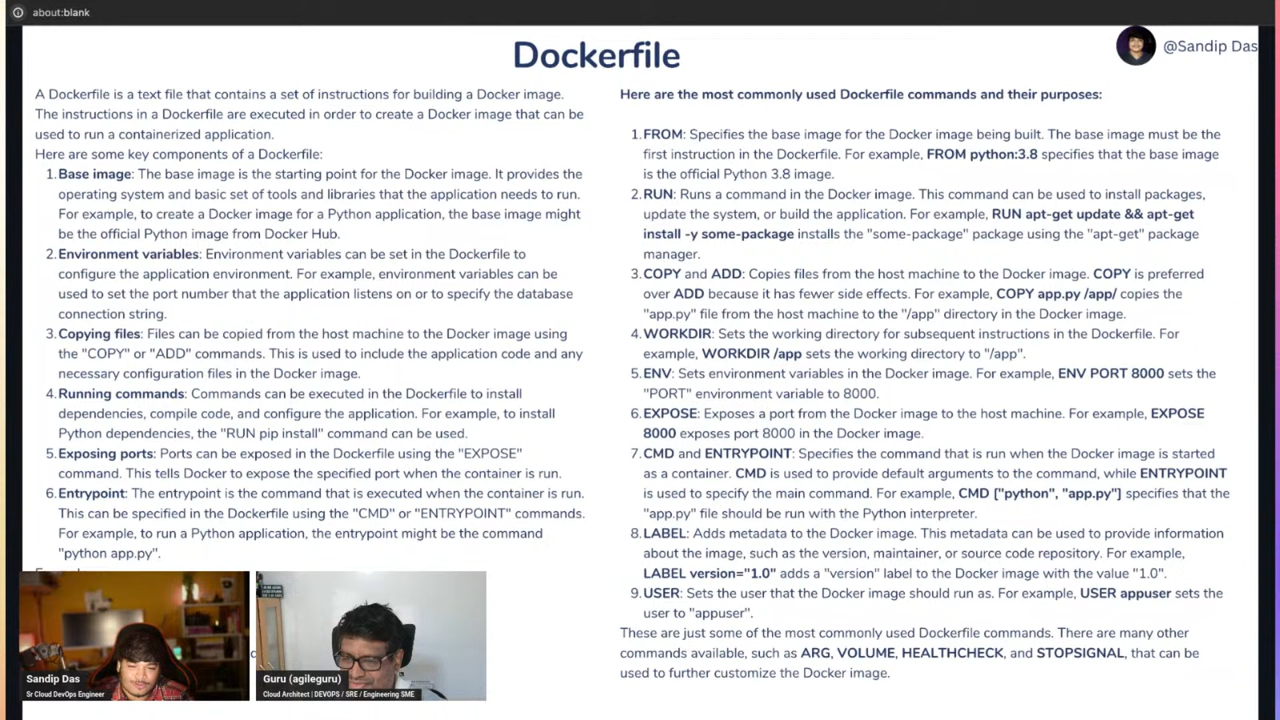 about:blank
Dockerfile
@Sandip Das
A Dockerfile is a text file that contains a set of instructions for building a Docker image.
The instructions in a Dockerfile are executed in order to create a Docker image that can be
used to run a containerized application.
Here are some key components of a Dockerfile:
1.Base image: The base image is the starting point for the Docker image. It provides the
operating system and basic set of tools and libraries that the application needs to run.
For example, to create a Docker image for a Python application, the base image might
be the official Python image from Docker Hub.
2.Environment variables: Environment variables can be set in the Dockerfile to
configure the application environment. For example, environment variables can be
used to set the port number that the application listens on or to specify the database
connection string.
3.Copying files: Files can be copied from the host machine to the Docker image using
the "COPY" or "ADD" commands. This is used to include the application code and any
necessary configuration files in the Docker image.
4.Running commands: Commands can be executed in the Dockerfile to install
dependencies, compile code, and configure the application. For example, to install
Python dependencies, the "RUN pip install" command can be used.
5.Exposing ports: Ports can be exposed in the Dockerfile using the "EXPOSE"
command. This tells Docker to expose the specified port when the container is run.
6.Entrypoint: The entrypoint is the command that is executed when the container is run.
This can be specified in the Dockerfile using the "CMD" or "ENTRYPOINT" commands.
For example, to run a Python application, the entrypoint might be the command
"python app.py".
Here are the most commonly used Dockerfile commands and their purposes:
1.FROM: Specifies the base image for the Docker image being built. The base image must be the
first instruction in the Dockerfile. For example, FROM python:3.8 specifies that the base image
is the official Python 3.8 image.
2.RUN: Runs a command in the Docker image. This command can be used to install packages,
update the system, or build the application. For example, RUN apt-get update && apt-get
install -y some-package installs the "some-package" package using the "apt-get" package
manager.
3.COPY and ADD: Copies files from the host machine to the Docker image. COPY is preferred
over ADD because it has fewer side effects. For example, COPY app.py /app/ copies the
"app.py" file from the host machine to the "/app" directory in the Docker image.
4.WORKDIR: Sets the working directory for subsequent instructions in the Dockerfile. For
example, WORKDIR /app sets the working directory to "/app".
5.ENV: Sets environment variables in the Docker image. For example, ENV PORT 8000 sets the
"PORT" environment variable to 8000.
6.EXPOSE: Exposes a port from the Docker image to the host machine. For example, EXPOSE
8000 exposes port 8000 in the Docker image.
7.CMD and ENTRYPOINT: Specifies the command that is run when the Docker image is started
as a container. CMD is used to provide default arguments to the command, while ENTRYPOINT
is used to specify the main command. For example, CMD ["python", "app.py"] specifies that the
"app.py" file should be run with the Python interpreter.
8.LABEL: Adds metadata to the Docker image. This metadata can be used to provide information
about the image, such as the version, maintainer, or source code repository. For example,
LABEL version="1.0" adds a "version" label to the Docker image with the value "1.0".
9.USER: Sets the user that the Docker image should run as. For example, USER appuser sets the
user to "appuser".
These are just some of the most commonly used Dockerfile commands. There are many other
commands available, such as ARG, VOLUME, HEALTHCHECK, and STOPSIGNAL, that can be
used to further customize the Docker image.
Sandip Das
Sr Cloud DevOps Engineer
Guru (agileguru)
Cloud Architect | DEVOPS / SRE / Engineering SME